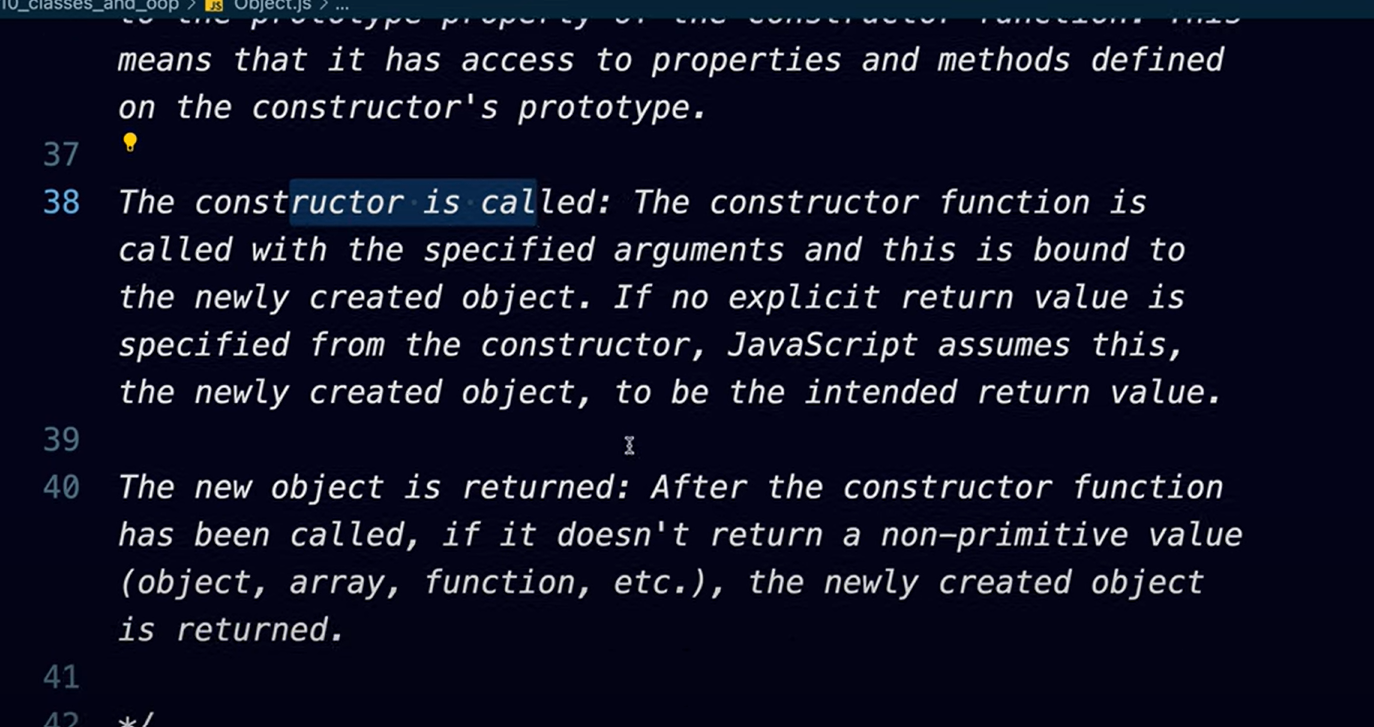 10_classes_and_oop > JS Object.js > ...
to the prototype property of the constructor function. This
means that it has access to properties and methods defined
on the constructor's prototype.
37
38 The constructor is called: The constructor function is
called with the specified arguments and this is bound to
the newly created object. If no explicit return value is
specified from the constructor, JavaScript assumes this,
the newly created object, to be the intended return value.
39
40 The new object is returned: After the constructor function
has been called, if it doesn't return a non-primitive value
(object, array, function, etc.), the newly created object
is returned.
41
42 */